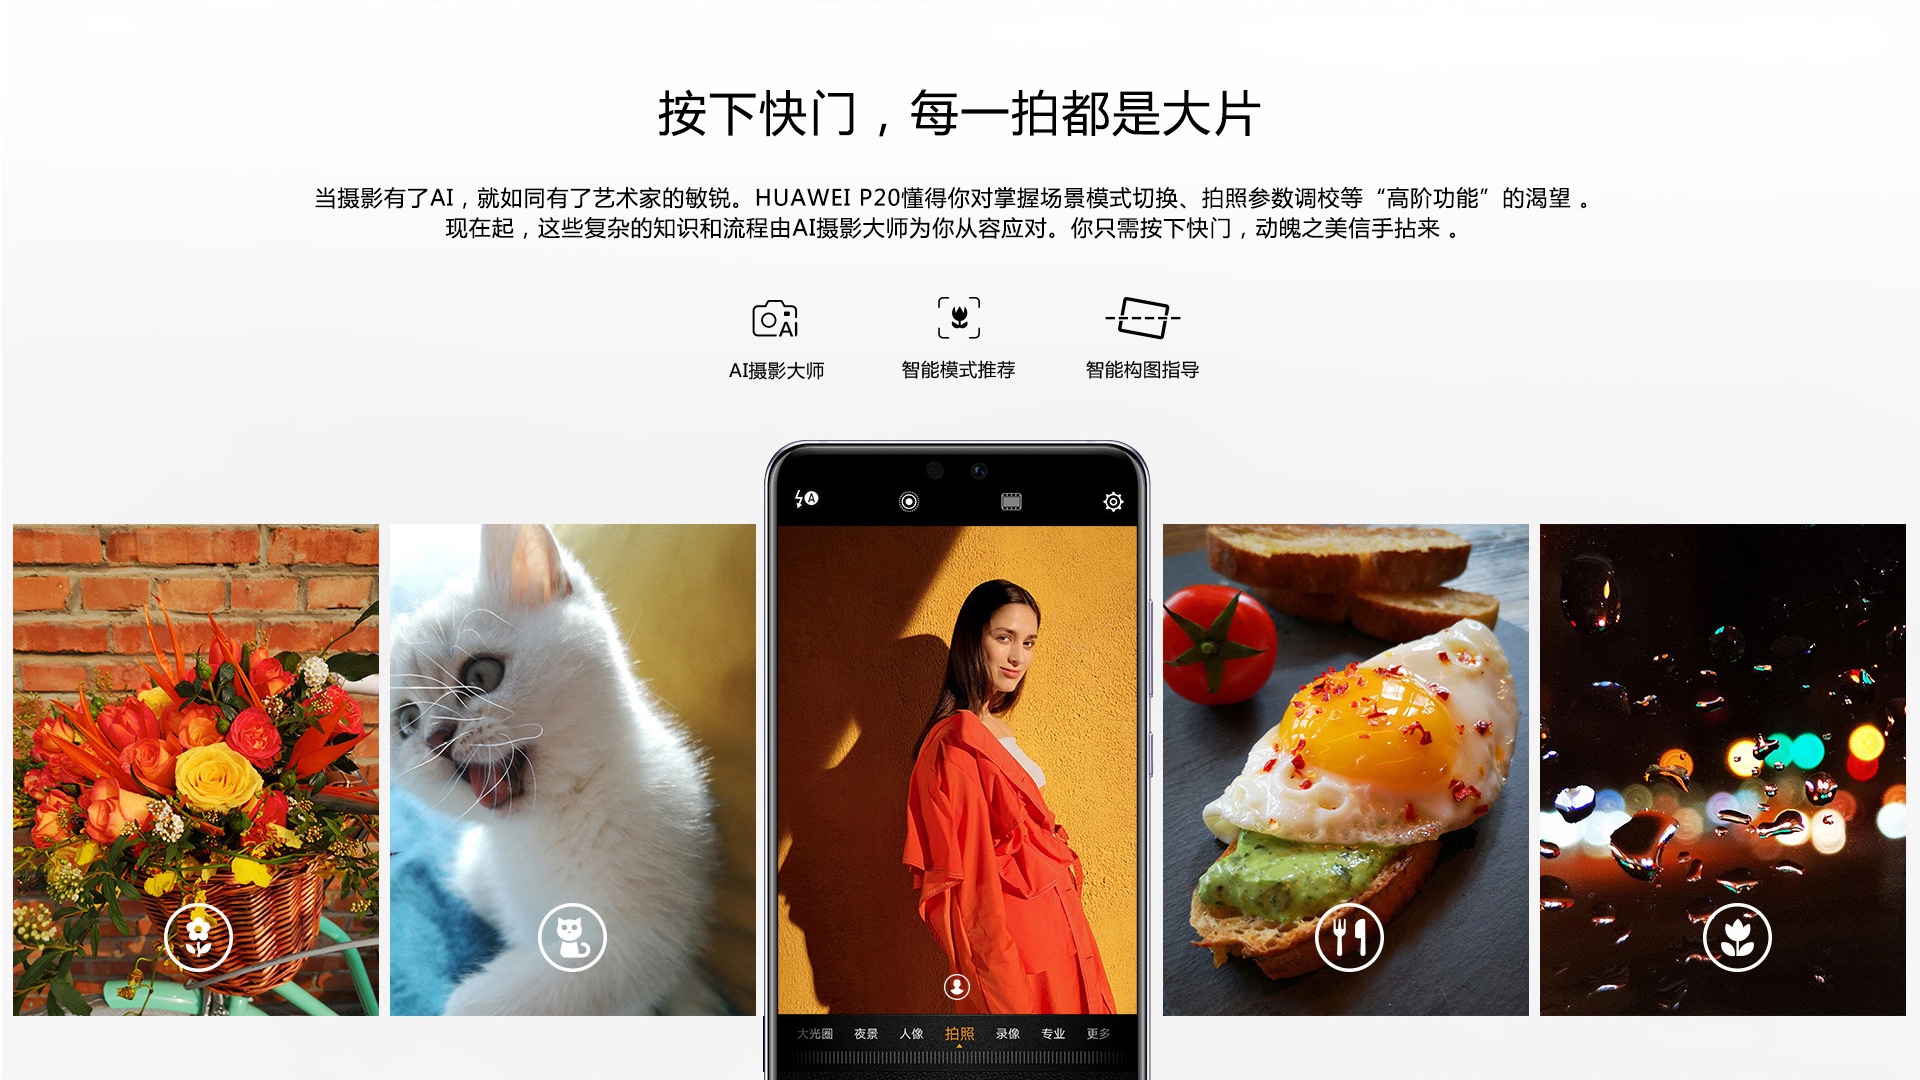 按下快门，每一拍都是大片
当摄影有了AI，就如同有了艺术家的敏锐。HUAWEI P20懂得你对掌握场景模式切换、拍照参数调校等“高阶功能”的渴望 。
现在起，这些复杂的知识和流程由AI摄影大师为你从容应对。你只需按下快门，动魄之美信手拈来 。
AI
AI摄影大师 智能模式推荐 智能构图指导
A
大光圈 夜景 人像 拍照 录像 专业 更多